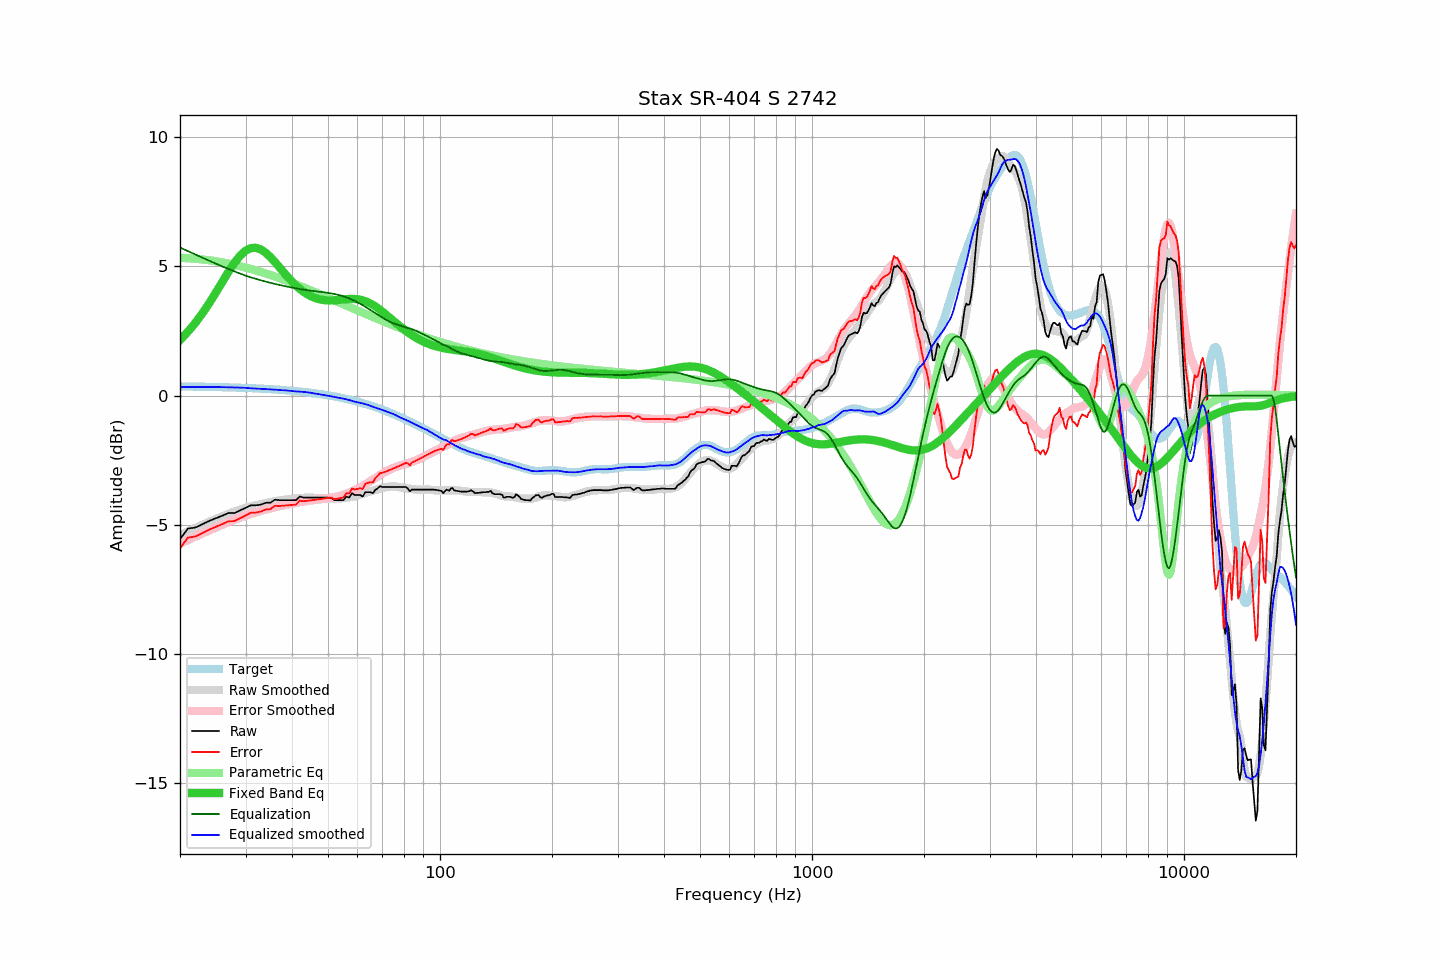 Stax SR-404 S 2742
Amplitude (dBr)
10
5
0
−5
−10
−15
Target
Raw Smoothed
Error Smoothed
Raw
Error
Parametric Eq
Fixed Band Eq
Equalization
Equalized smoothed
100
1000
10000
Frequency (Hz)